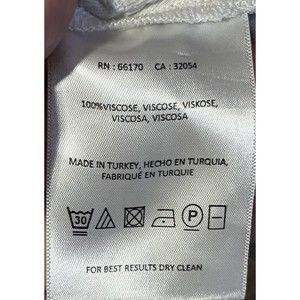 RN : 66170 CA : 32054
100%VISCOSE, VISCOSE, VISKOSE,
VISCOSA, VISCOSA
MADE IN TURKEY, HECHO EN TURQUIA,
FABRIQUÉ EN TURQUIE
30 P
FOR BEST RESULTS DRY CLEAN